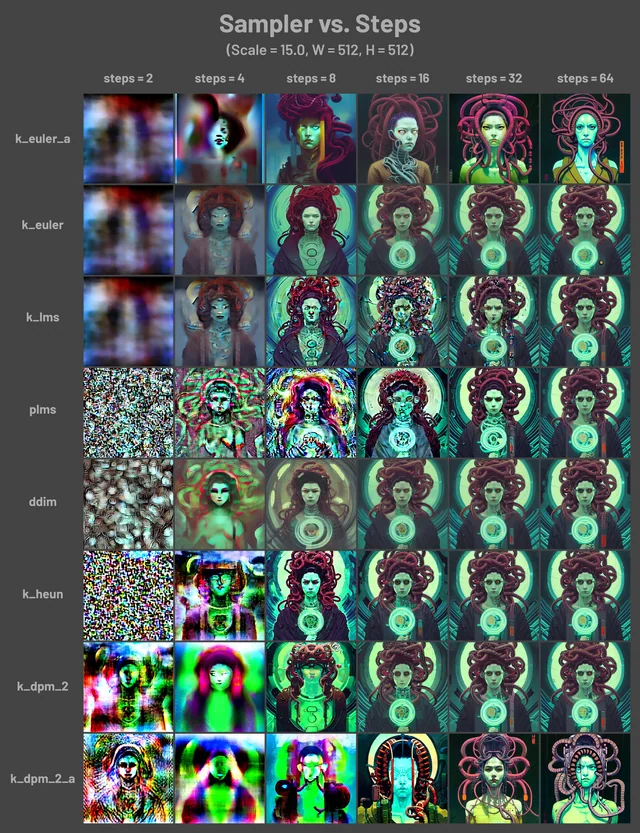 Sampler vs. Steps
(Scale = 15.0, W = 512, H = 512)
steps = 2 steps = 4 steps = 8 steps = 16 steps = 32 steps = 64
k_euler_a
k_euler
k_lms
plms
ddim
k_heun
k_dpm_2
k_dpm_2_a